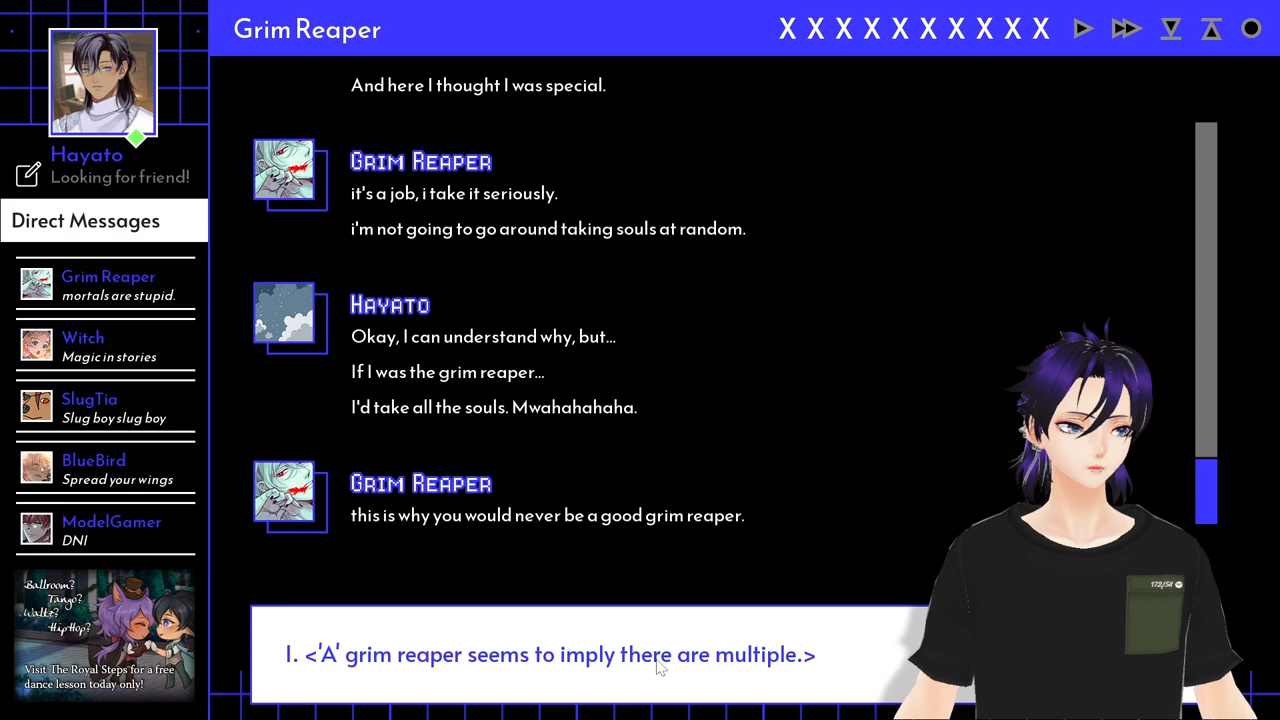 Grim Reaper
X X X X X X X X X X
Hayato
Looking for friend!
Direct Messages
Grim Reaper
mortals are stupid.
Witch
Magic in stories
SlugTia
Slug boy slug boy
BlueBird
Spread your wings
ModelGamer
DNI
Ballroom?
Tango?
Waltz?
HipHop?
Visit The Royal Steps for a free
dance lesson today only!
And here I thought I was special.
GRIM REAPER
it's a job, i take it seriously.
i'm not going to go around taking souls at random.
HAYATO
Okay, I can understand why, but...
If I was the grim reaper...
I'd take all the souls. Mwahahahaha.
GRIM REAPER
this is why you would never be a good grim reaper.
1. <'A' grim reaper seems to imply there are multiple.>